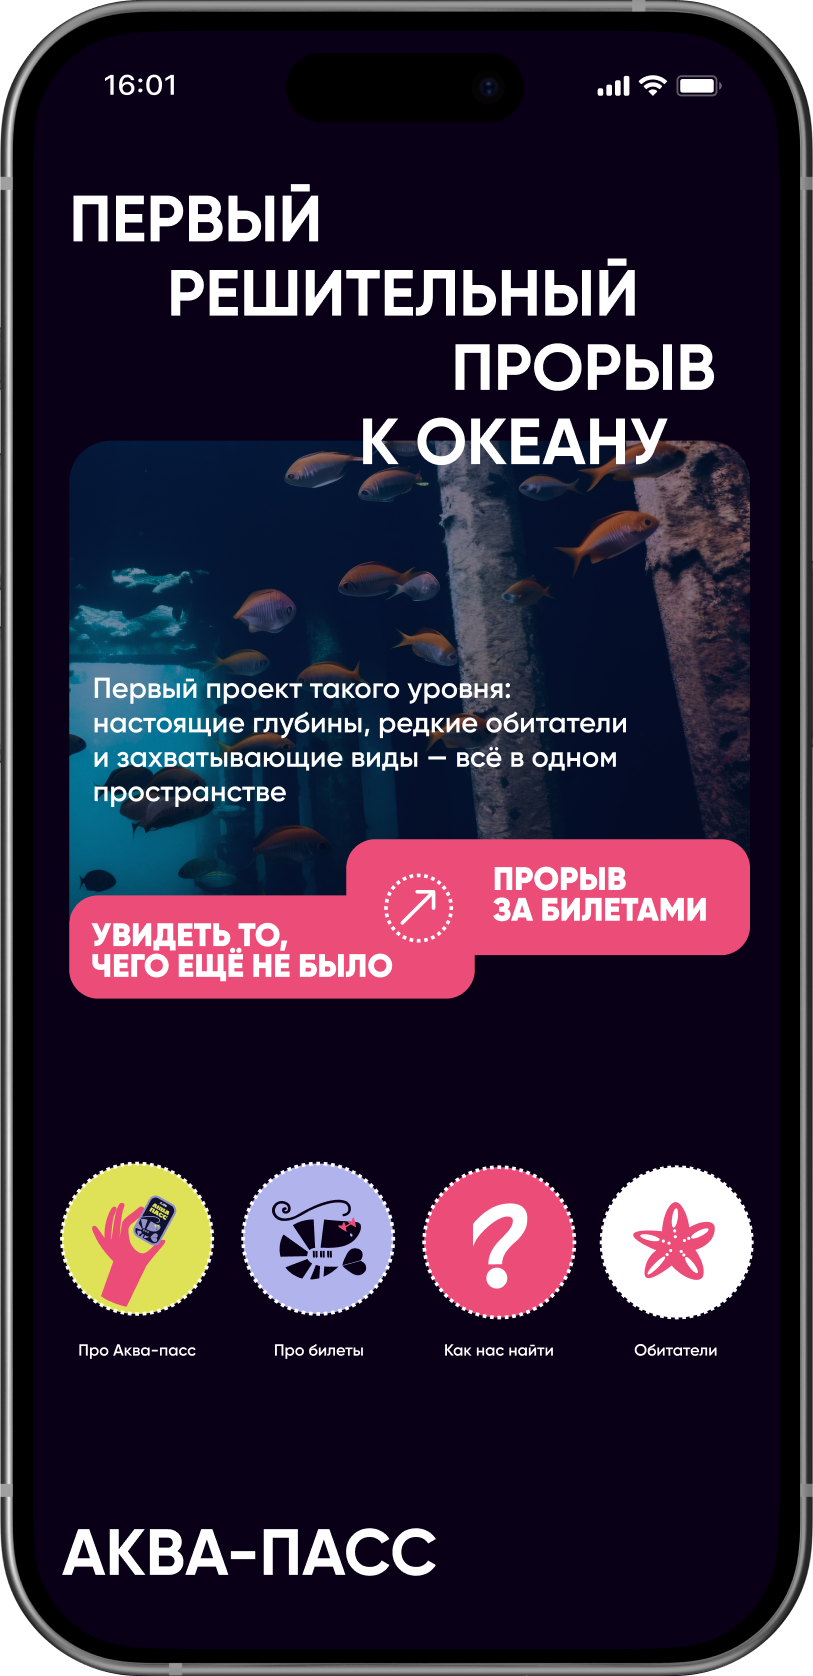 16:01
ПЕРВЫЙ
РЕШИТЕЛЬНЫЙ
ПРОРЫВ
К ОКЕАНУ
Первый проект такого уровня:
настоящие глубины, редкие обитатели
и захватывающие виды — всё в одном
пространстве
ПРОРЫВ
ЗА БИЛЕТАМИ
УВИДЕТЬ ТО,
ЧЕГО ЕЩЁ НЕ БЫЛО
АКВА
ПАСС
Про Аква-пасс
Про билеты
?
Как нас найти
Обитатели
АКВА-ПАСС